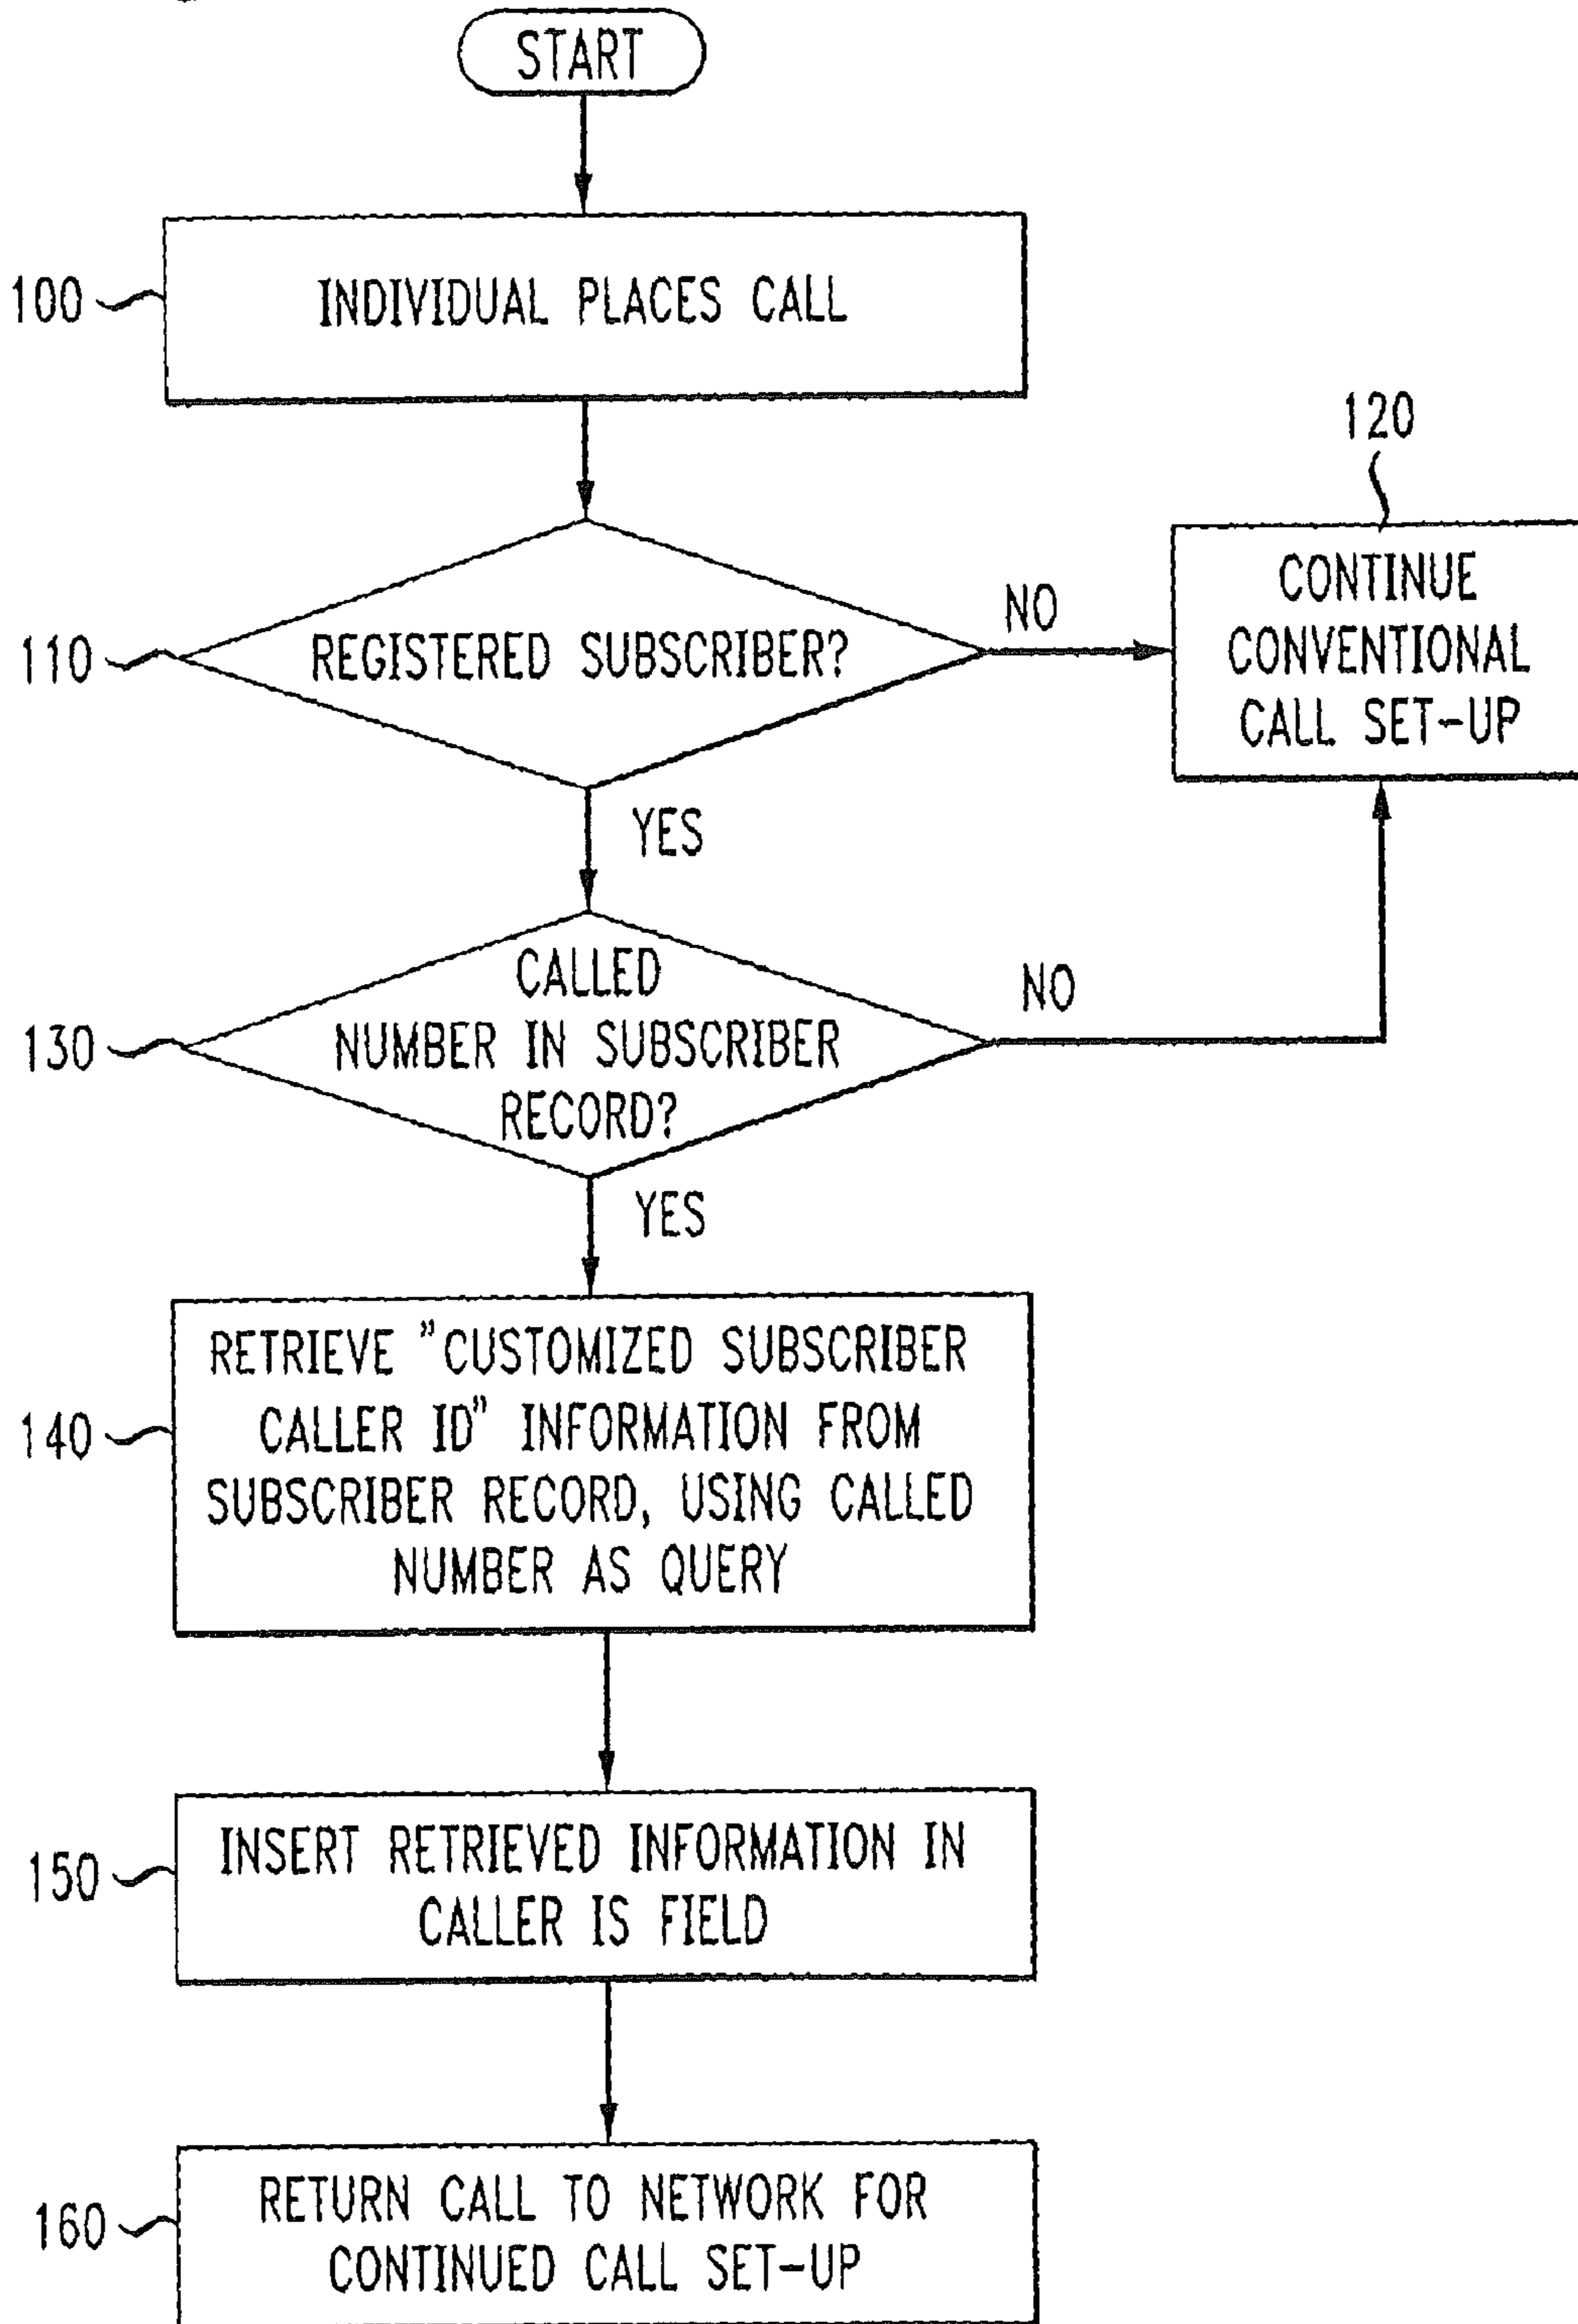 START
100
INDIVIDUAL PLACES CALL
120
110
REGISTERED SUBSCRIBER?
NO
CONTINUE
CONVENTIONAL
CALL SET-UP
YES
130
CALLED
NUMBER IN SUBSCRIBER
RECORD?
NO
YES
140
RETRIEVE "CUSTOMIZED SUBSCRIBER
CALLER ID" INFORMATION FROM
SUBSCRIBER RECORD, USING CALLED
NUMBER AS QUERY
150
INSERT RETRIEVED INFORMATION IN
CALLER IS FIELD
160
RETURN CALL TO NETWORK FOR
CONTINUED CALL SET-UP